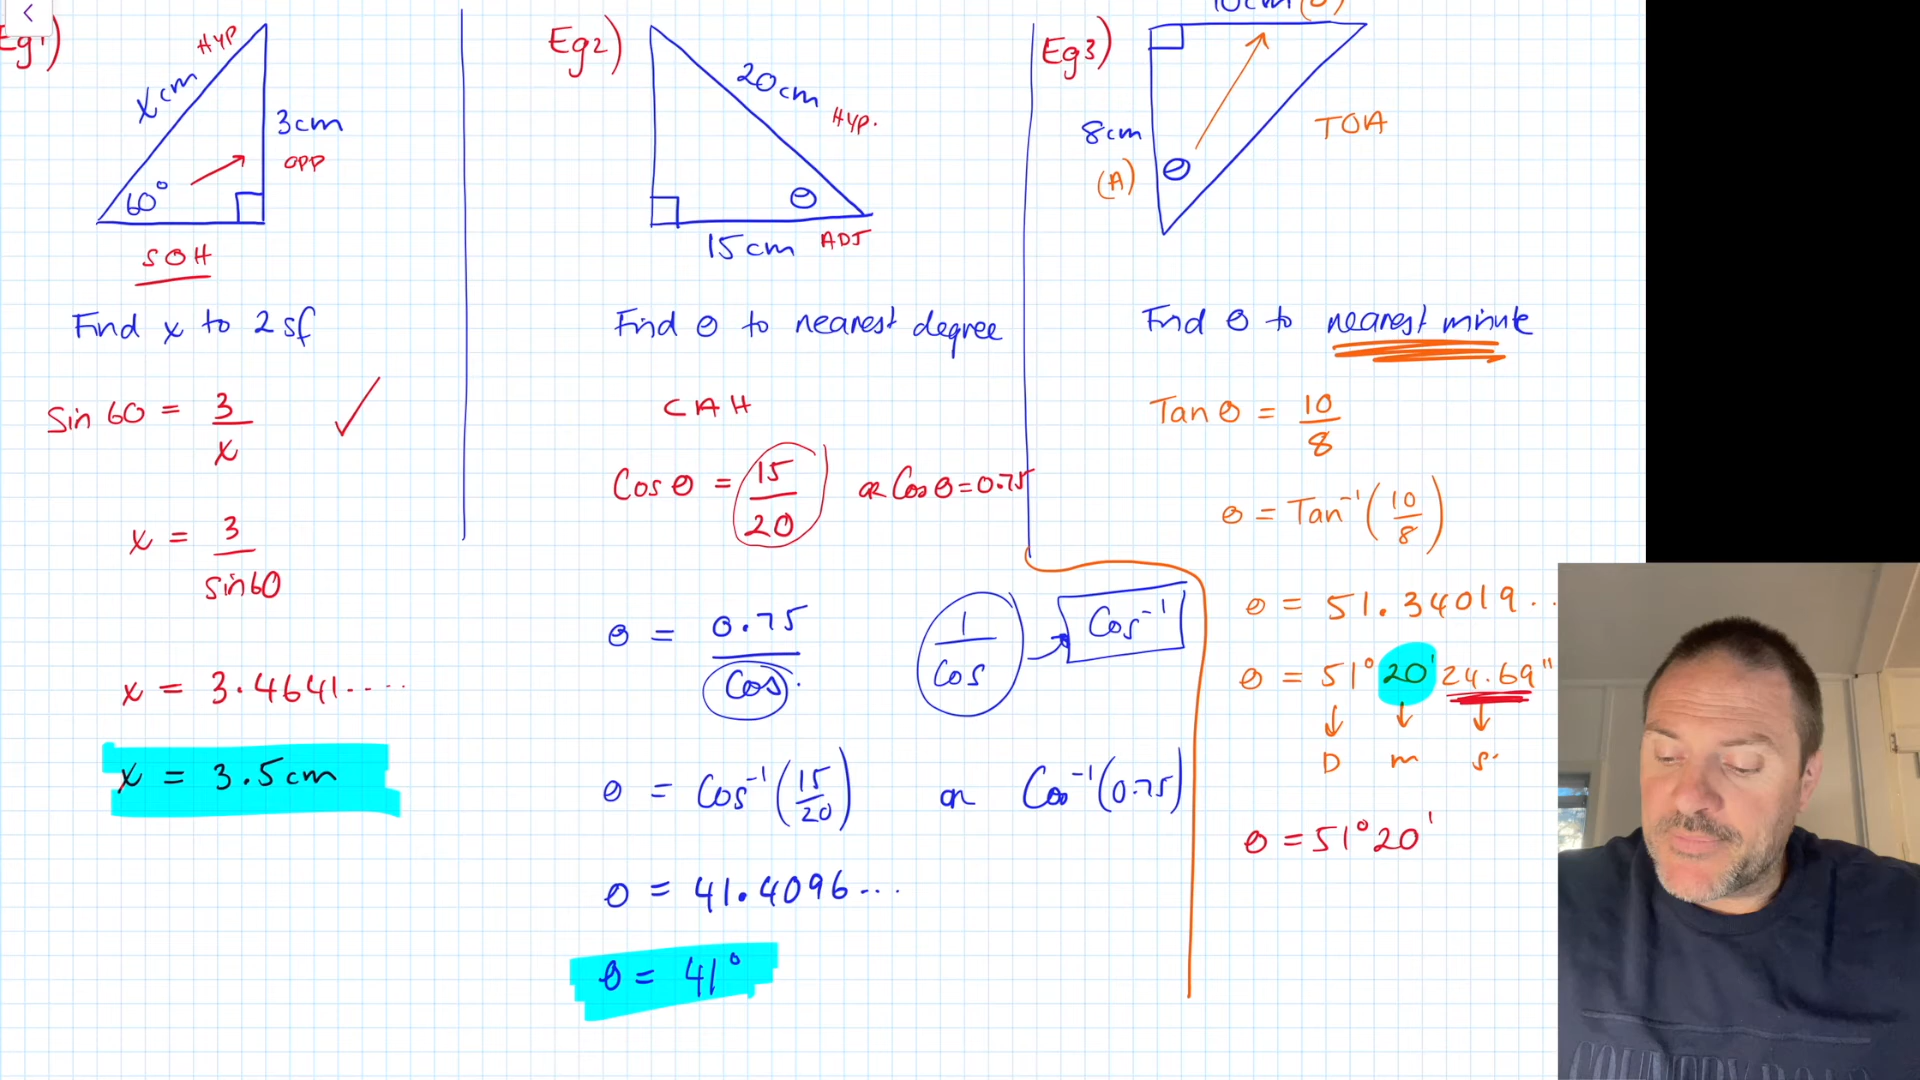 Eg1)
HYP
x cm
3cm
OPP
60°
SOH
Find x to 2 sf
Sin 60 = 3/x
x = 3/sin60
x = 3.4641....
x = 3.5cm
Eg2)
20cm
HYP.
θ
15cm
ADJ
Find θ to nearest degree
CAH
Cos θ = 15/20 or Cos θ = 0.75
θ = 0.75/Cos.
1/Cos
Cos⁻¹
θ = Cos⁻¹(15/20) or Cos⁻¹(0.75)
θ = 41.4096...
θ = 41°
Eg3)
10cm (O)
8cm
(A)
θ
TOA
Find θ to nearest minute
Tan θ = 10/8
θ = Tan⁻¹(10/8)
θ = 51.34019..
θ = 51°20'24.69"
D m s.
θ = 51°20'